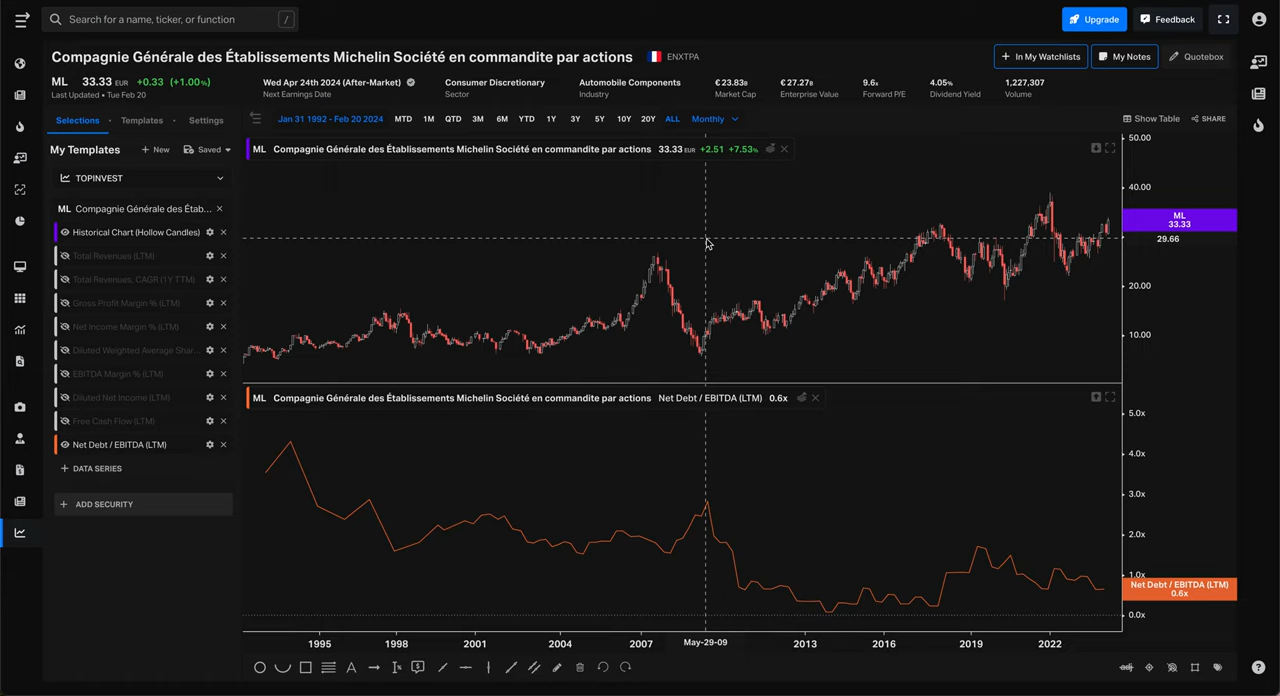 Search for a name, ticker, or function /
Upgrade
Feedback
Compagnie Générale des Établissements Michelin Société en commandite par actions ENXTPA
In My Watchlists
My Notes
Quotebox
ML 33.33 EUR +0.33 (+1.00%)
Last Updated • Tue Feb 20
Wed Apr 24th 2024 (After-Market)
Next Earnings Date
Consumer Discretionary
Sector
Automobile Components
Industry
€23.83B
Market Cap
€27.27B
Enterprise Value
9.6x
Forward P/E
4.05%
Dividend Yield
1,227,307
Volume
Selections • Templates • Settings
Jan 31 1992 - Feb 20 2024 MTD 1M QTD 3M 6M YTD 1Y 3Y 5Y 10Y 20Y ALL Monthly
Show Table
SHARE
My Templates + New Saved
TOPINVEST
ML Compagnie Générale des Étab...
Historical Chart (Hollow Candles)
Total Revenues (LTM)
Total Revenues, CAGR (1Y TTM)
Gross Profit Margin % (LTM)
Net Income Margin % (LTM)
Diluted Weighted Average Shar...
EBITDA Margin % (LTM)
Diluted Net Income (LTM)
Free Cash Flow (LTM)
Net Debt / EBITDA (LTM)
+ DATA SERIES
+ ADD SECURITY
ML Compagnie Générale des Établissements Michelin Société en commandite par actions 33.33 EUR +2.51 +7.53%
50.00
40.00
ML
33.33
29.66
20.00
10.00
ML Compagnie Générale des Établissements Michelin Société en commandite par actions Net Debt / EBITDA (LTM) 0.6x
5.0x
4.0x
3.0x
2.0x
1.0x
Net Debt / EBITDA (LTM)
0.6x
0.0x
1995 1998 2001 2004 2007 May-29-09 2013 2016 2019 2022